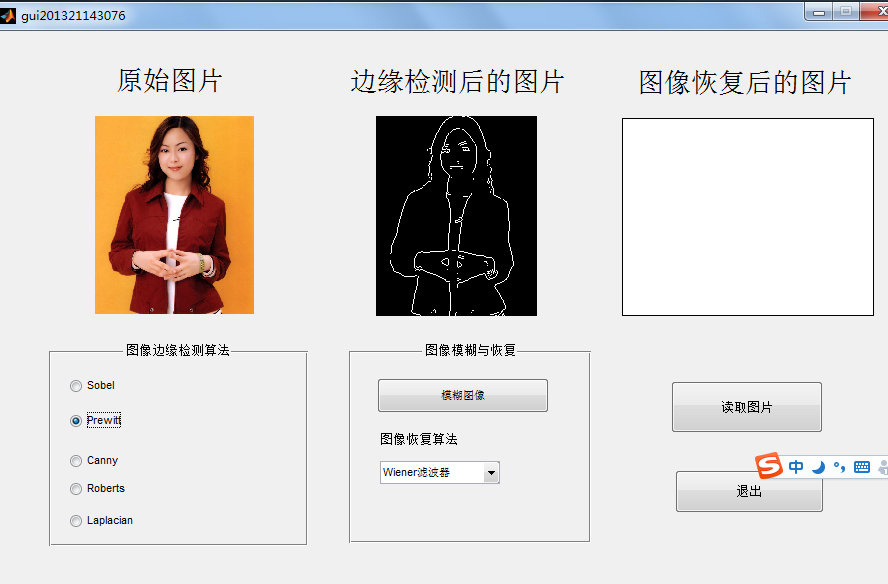 gui201321143076
原始图片
边缘检测后的图片
图像恢复后的图片
图像边缘检测算法
Sobel
Prewitt
Canny
Roberts
Laplacian
图像模糊与恢复
模糊图像
图像恢复算法
Wiener滤波器
读取图片
S中
退出